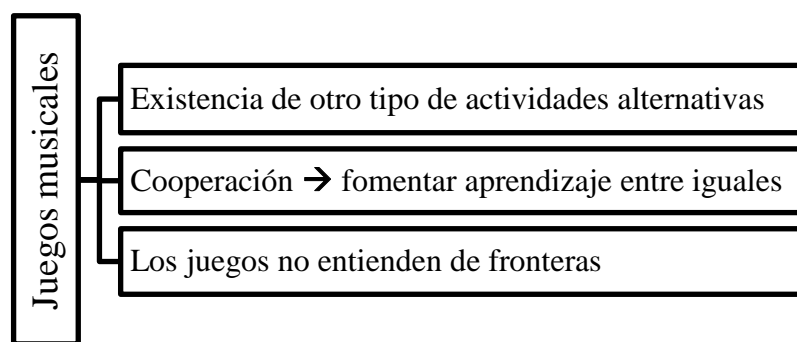 Juegos musicales
Existencia de otro tipo de actividades alternativas
Cooperación → fomentar aprendizaje entre iguales
Los juegos no entienden de fronteras